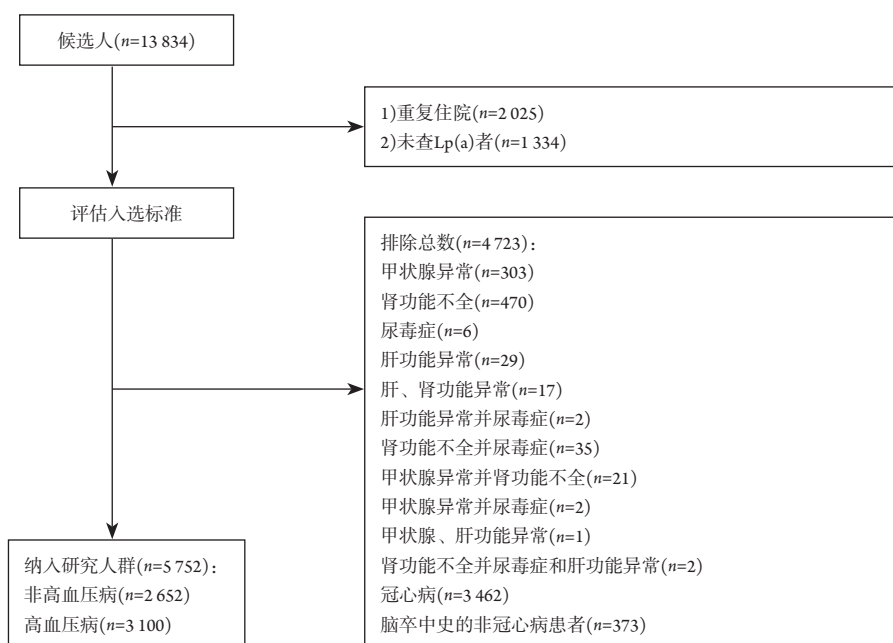 候选人(n=13 834)
1)重复住院(n=2 025)
2)未查Lp(a)者(n=1 334)
评估入选标准
排除总数(n=4 723)：
甲状腺异常(n=303)
肾功能不全(n=470)
尿毒症(n=6)
肝功能异常(n=29)
肝、肾功能异常(n=17)
肝功能异常并尿毒症(n=2)
肾功能不全并尿毒症(n=35)
甲状腺异常并肾功能不全(n=21)
甲状腺异常并尿毒症(n=2)
甲状腺、肝功能异常(n=1)
肾功能不全并尿毒症和肝功能异常(n=2)
冠心病(n=3 462)
脑卒中史的非冠心病患者(n=373)
纳入研究人群(n=5 752)：
非高血压病(n=2 652)
高血压病(n=3 100)